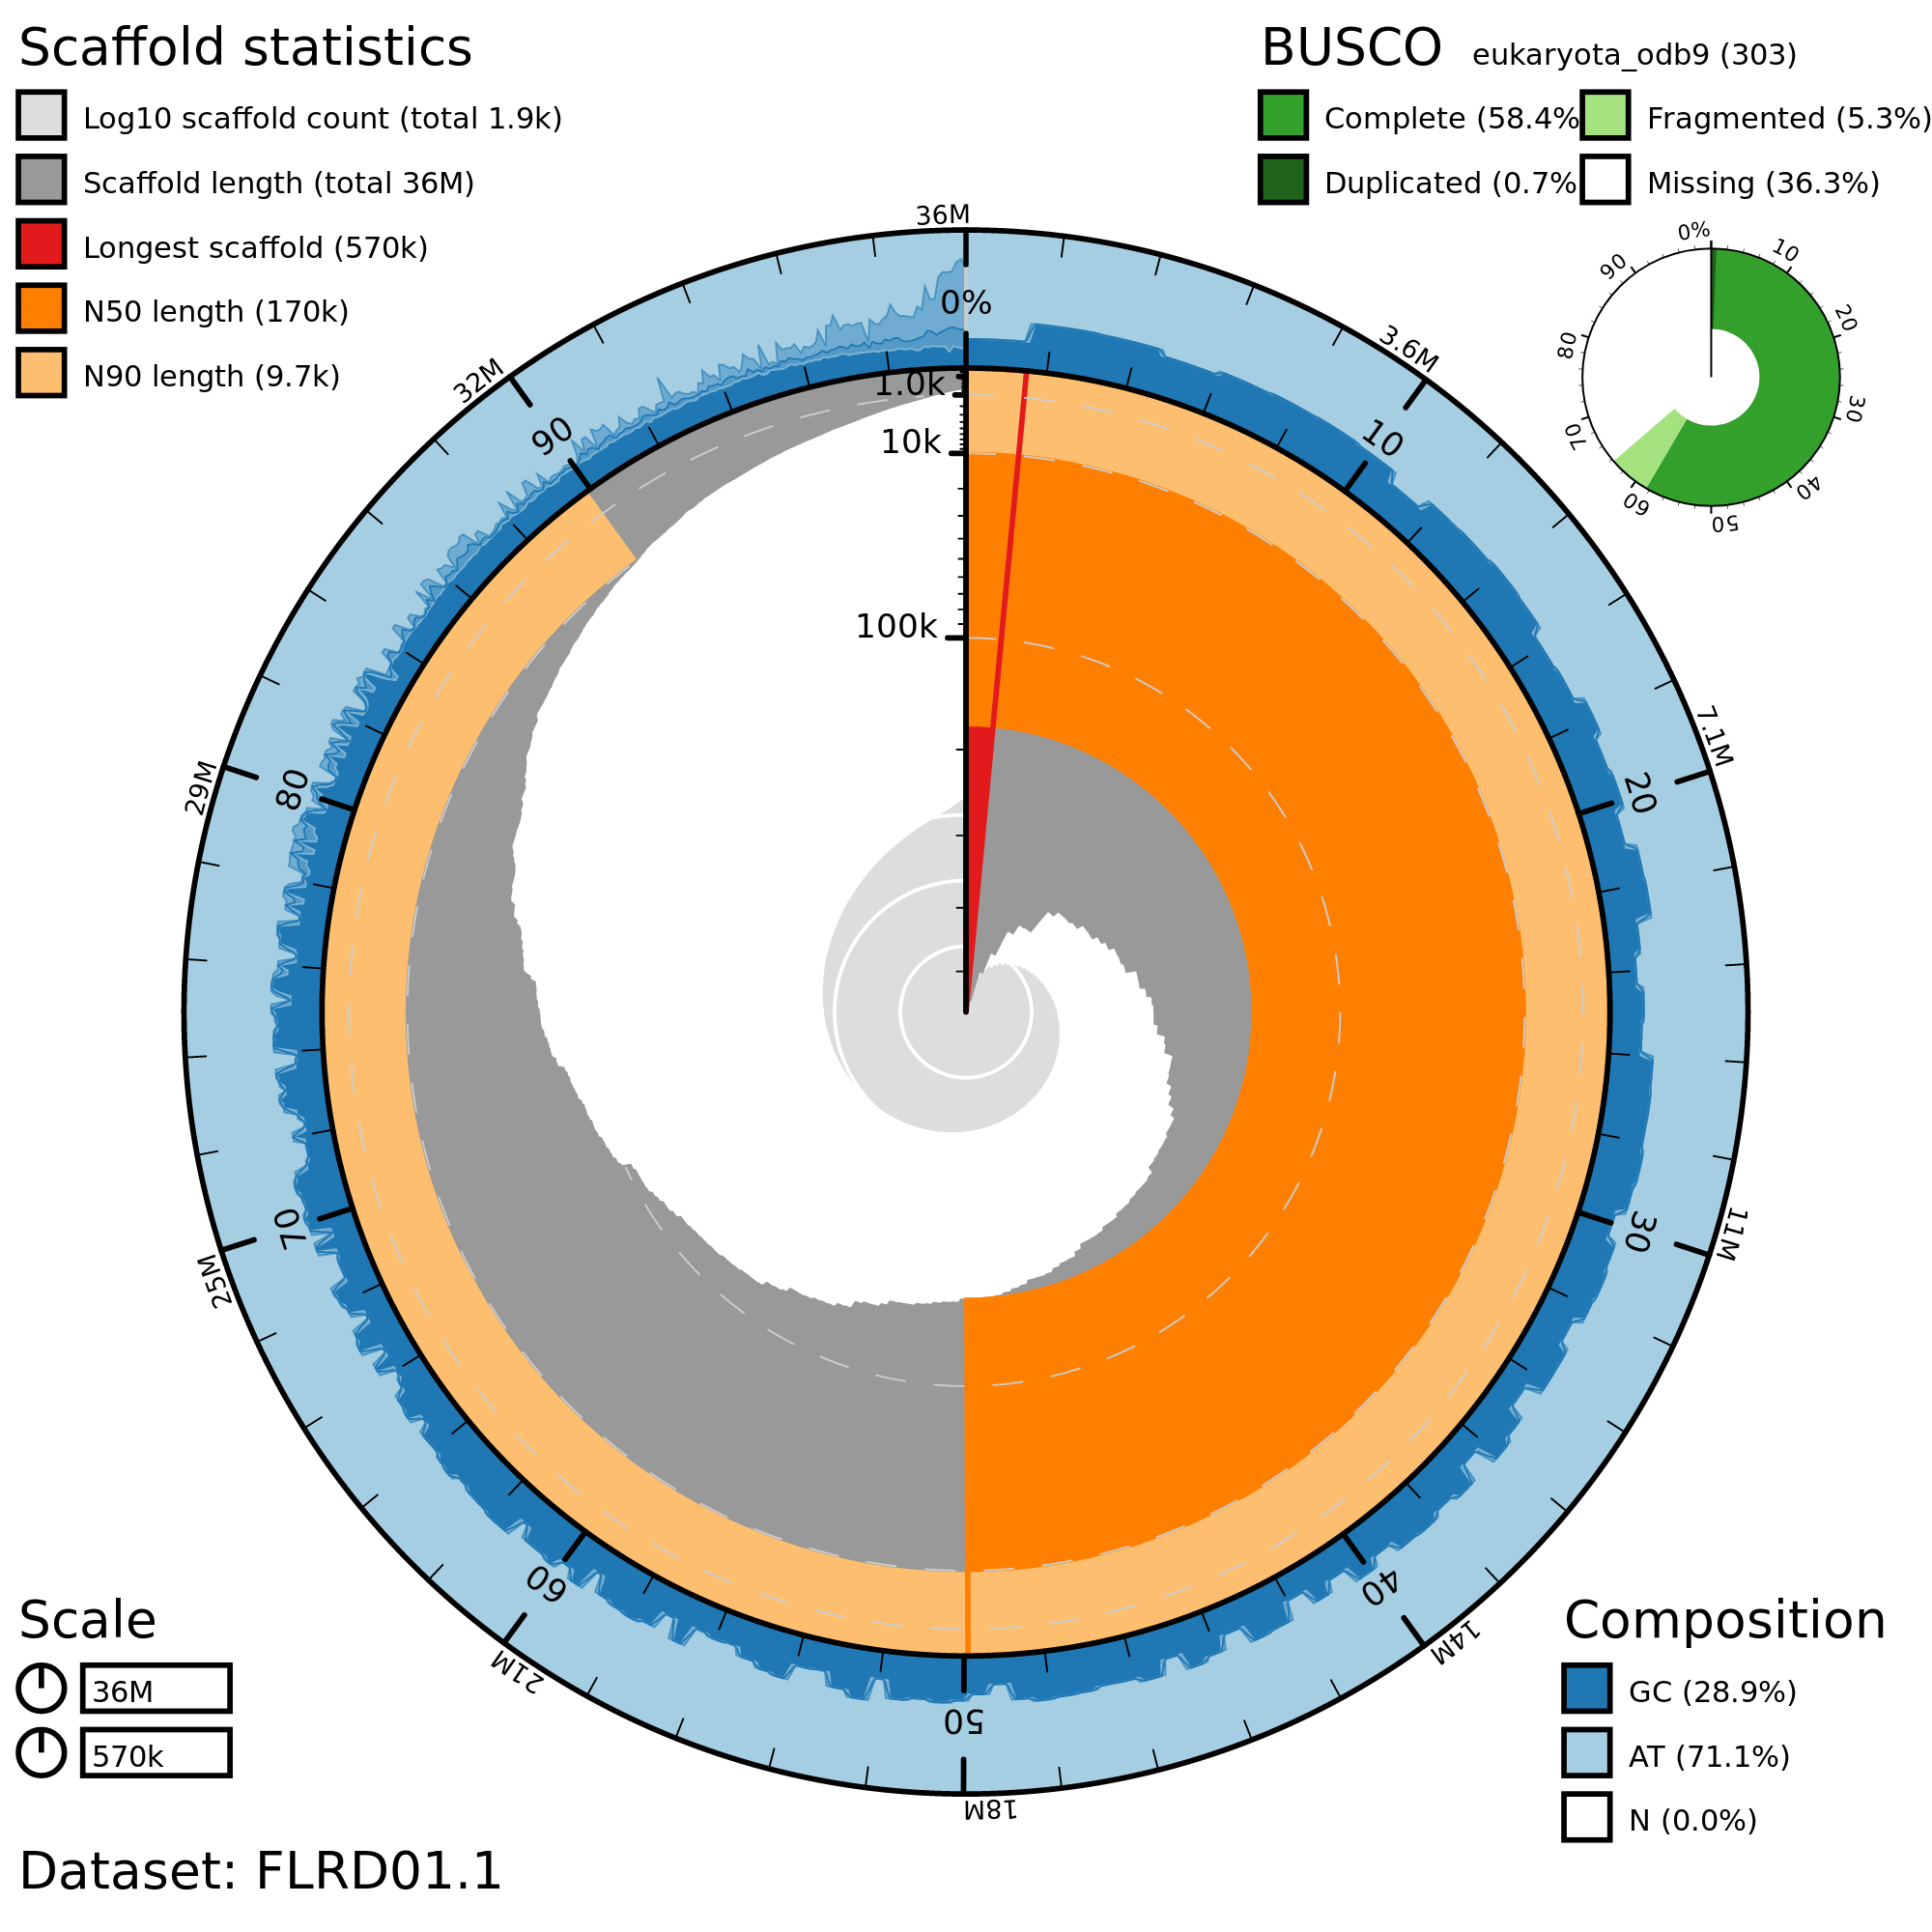 Scaffold statistics
Log10 scaffold count (total 1.9k)
Scaffold length (total 36M)
Longest scaffold (570k)
N50 length (170k)
N90 length (9.7k)
BUSCO eukaryota_odb9 (303)
Complete (58.4% Fragmented (5.3%)
Duplicated (0.7% Missing (36.3%)
0%
10
20
30
40
50
60
70
80
90
36M
3.6M
7.1M
11M
14M
18M
21M
25M
29M
32M
0%
10
20
30
40
50
60
70
80
90
1.0k
10k
100k
Scale
36M
570k
Composition
GC (28.9%)
AT (71.1%)
N (0.0%)
Dataset: FLRD01.1